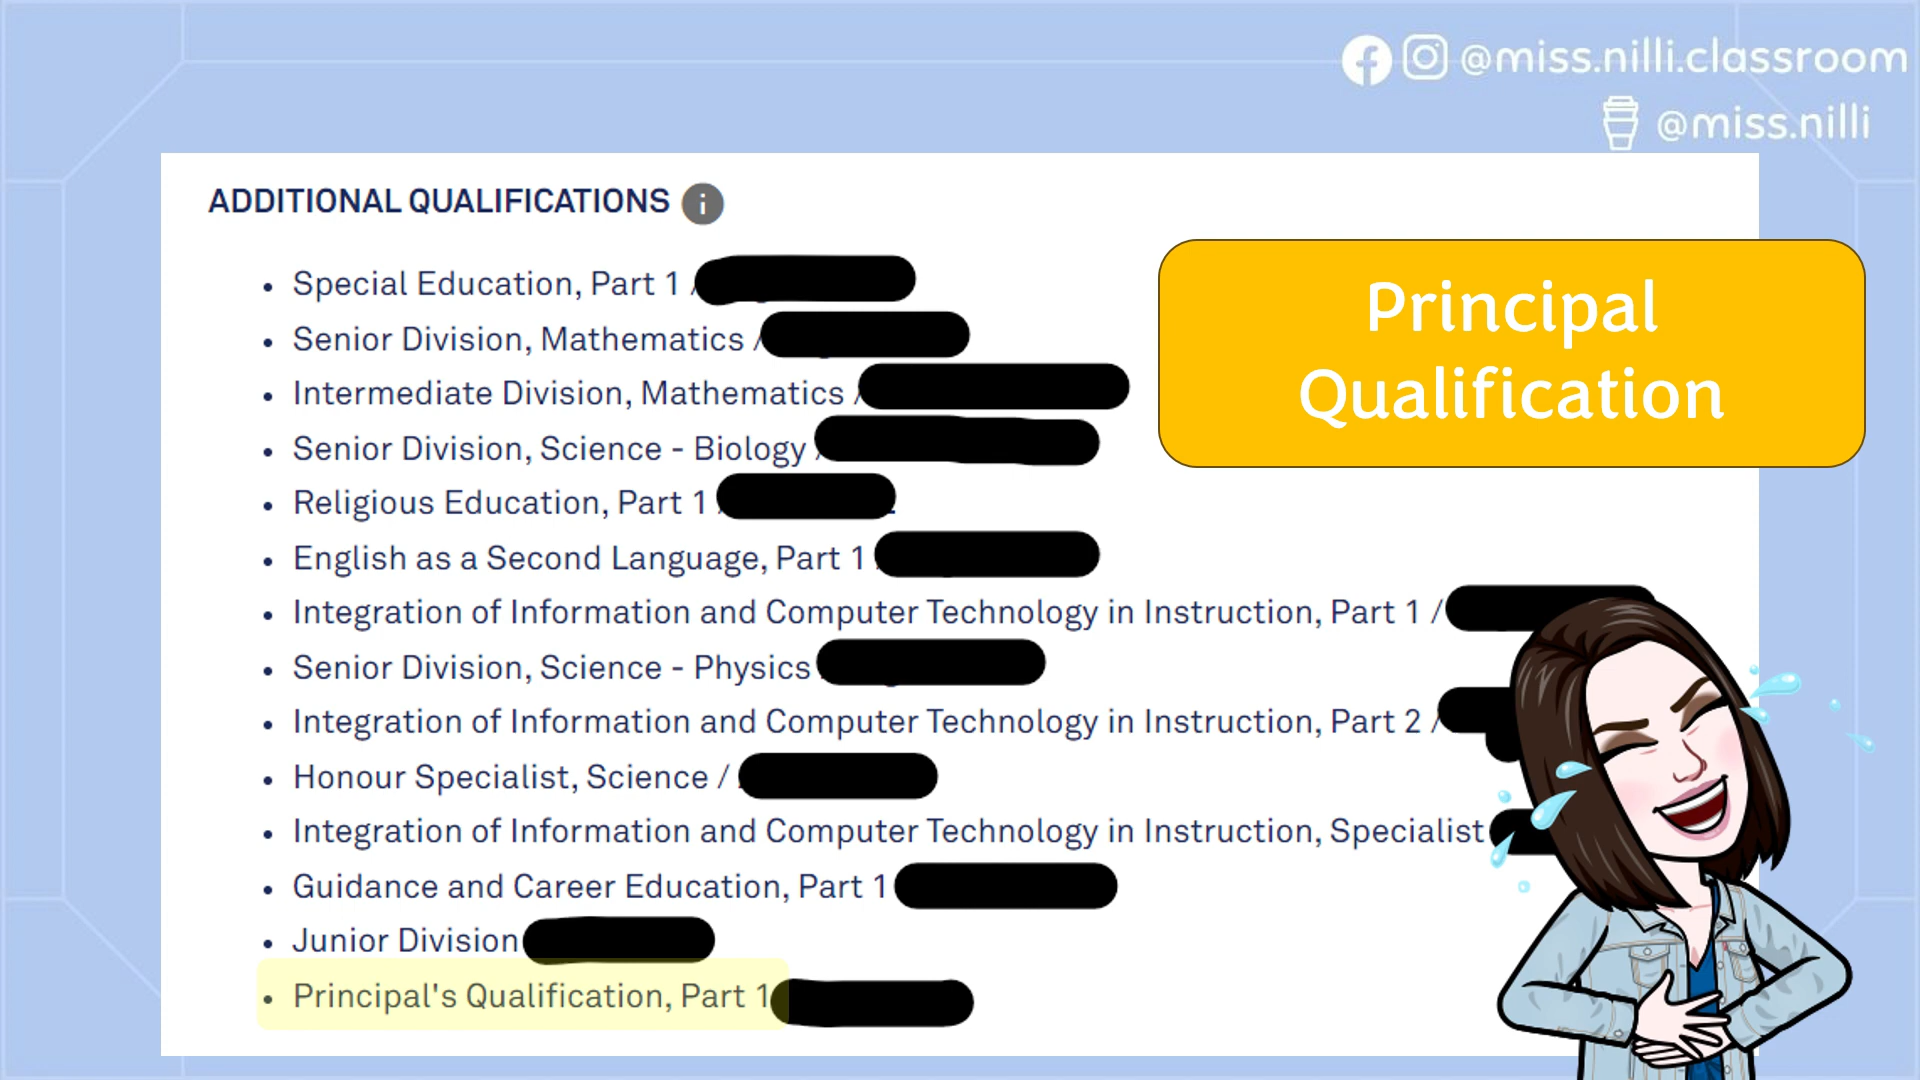 @miss.nilli.classroom
@miss.nilli
ADDITIONAL QUALIFICATIONS i
Principal
Qualification
• Special Education, Part 1 /
• Senior Division, Mathematics /
• Intermediate Division, Mathematics /
• Senior Division, Science - Biology /
• Religious Education, Part 1 /
• English as a Second Language, Part 1 /
• Integration of Information and Computer Technology in Instruction, Part 1 /
• Senior Division, Science - Physics
• Integration of Information and Computer Technology in Instruction, Part 2 /
• Honour Specialist, Science /
• Integration of Information and Computer Technology in Instruction, Specialist
• Guidance and Career Education, Part 1
• Junior Division
• Principal's Qualification, Part 1